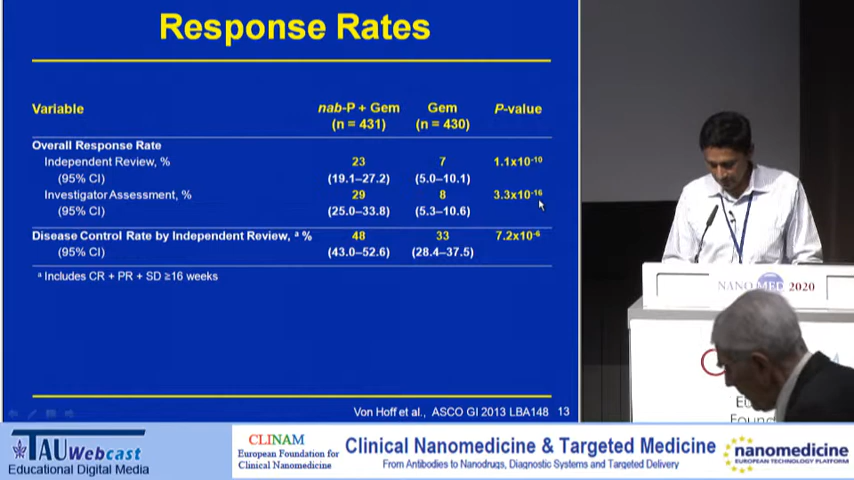 Response Rates
Variable nab-P + Gem Gem P-value
(n = 431) (n = 430)
Overall Response Rate
Independent Review, % 23 7 1.1x10-10
(95% CI) (19.1–27.2) (5.0–10.1)
Investigator Assessment, % 29 8 3.3x10-16
(95% CI) (25.0–33.8) (5.3–10.6)
Disease Control Rate by Independent Review, a % 48 33 7.2x10-6
(95% CI) (43.0–52.6) (28.4–37.5)
a Includes CR + PR + SD ≥16 weeks
Von Hoff et al., ASCO GI 2013 LBA148 13
NANOMED 2020
TAU Webcast
Educational Digital Media
CLINAM
European Foundation for
Clinical Nanomedicine
Clinical Nanomedicine & Targeted Medicine
From Antibodies to Nanodrugs, Diagnostic Systems and Targeted Delivery
nanomedicine
EUROPEAN TECHNOLOGY PLATFORM